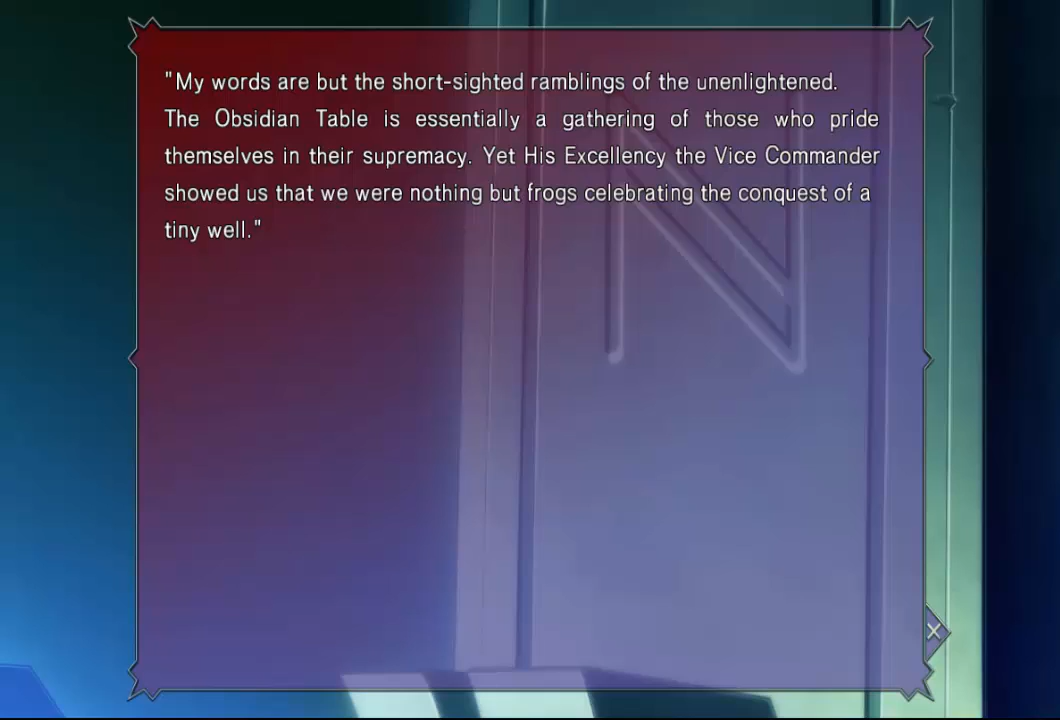 "My words are but the short-sighted ramblings of the unenlightened.
The Obsidian Table is essentially a gathering of those who pride
themselves in their supremacy. Yet His Excellency the Vice Commander
showed us that we were nothing but frogs celebrating the conquest of a
tiny well."